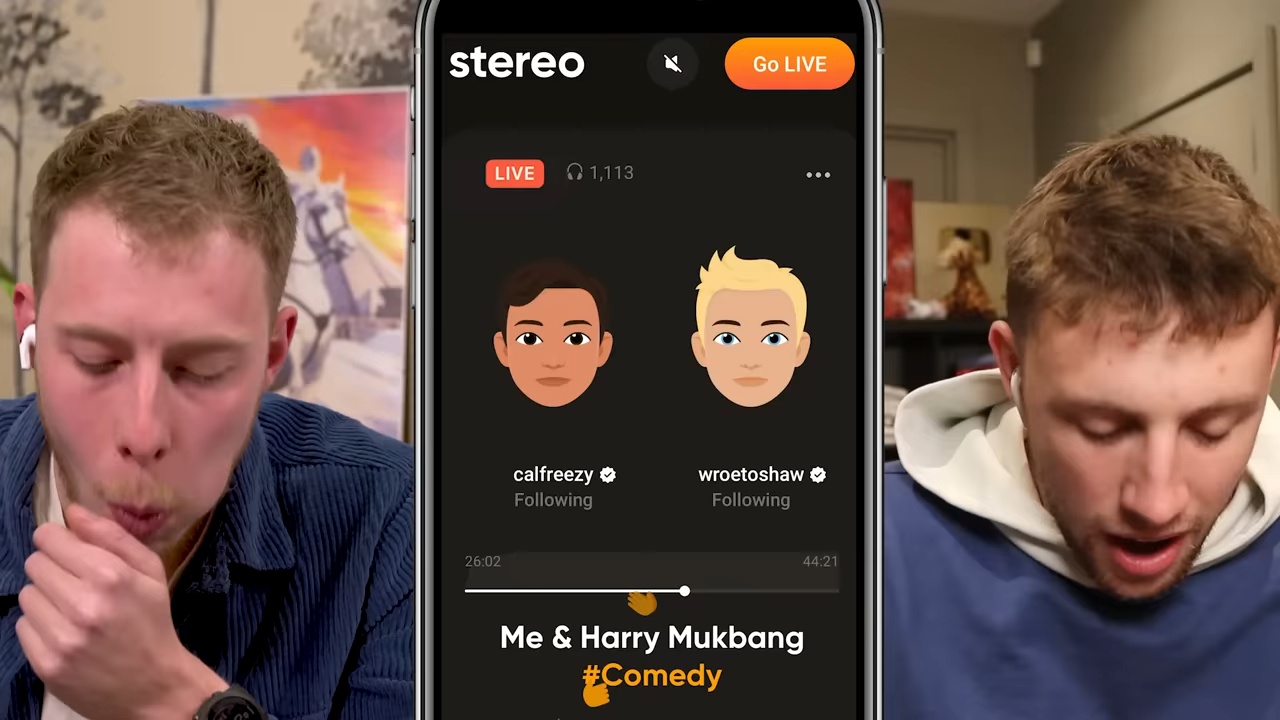 stereo
Go LIVE
LIVE
1,113
calfreezy
wroetoshaw
Following
Following
26:02
44:21
Me & Harry Mukbang
#Comedy